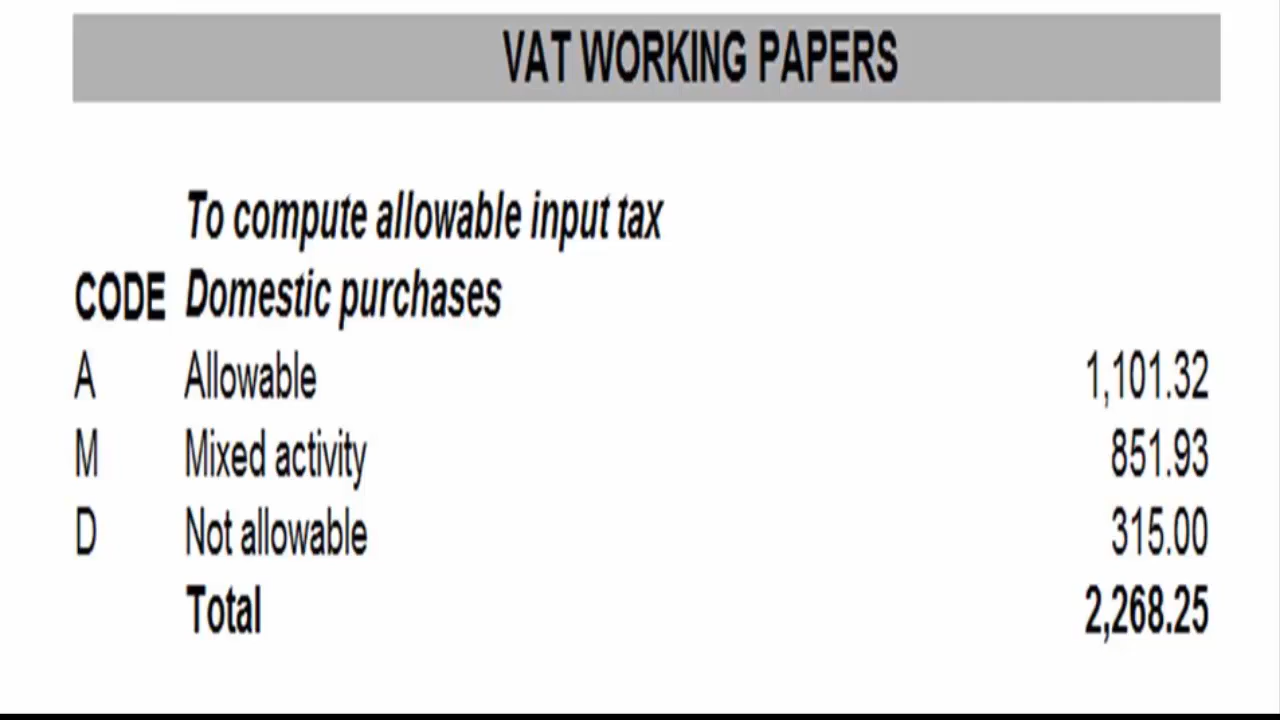 VAT WORKING PAPERS
To compute allowable input tax
CODE Domestic purchases
A Allowable 1,101.32
M Mixed activity 851.93
D Not allowable 315.00
Total 2,268.25